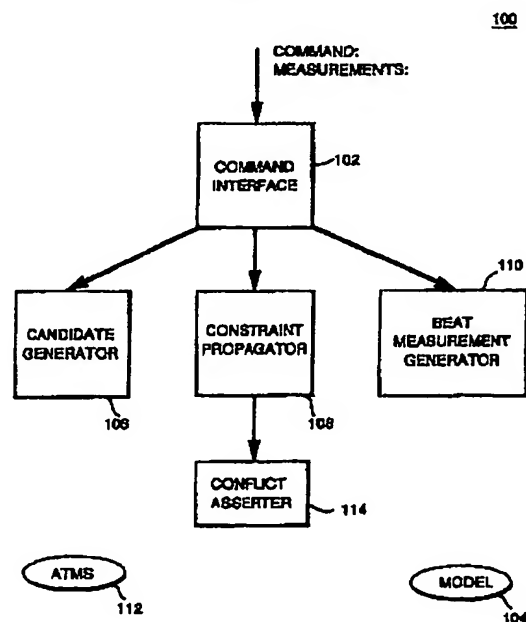 100
COMMAND:
MEASUREMENTS:
COMMAND
INTERFACE
102
CANDIDATE
GENERATOR
106
CONSTRAINT
PROPAGATOR
108
110
BEAT
MEASUREMENT
GENERATOR
CONFLICT
ASSERTER
114
ATMS
112
MODEL
104